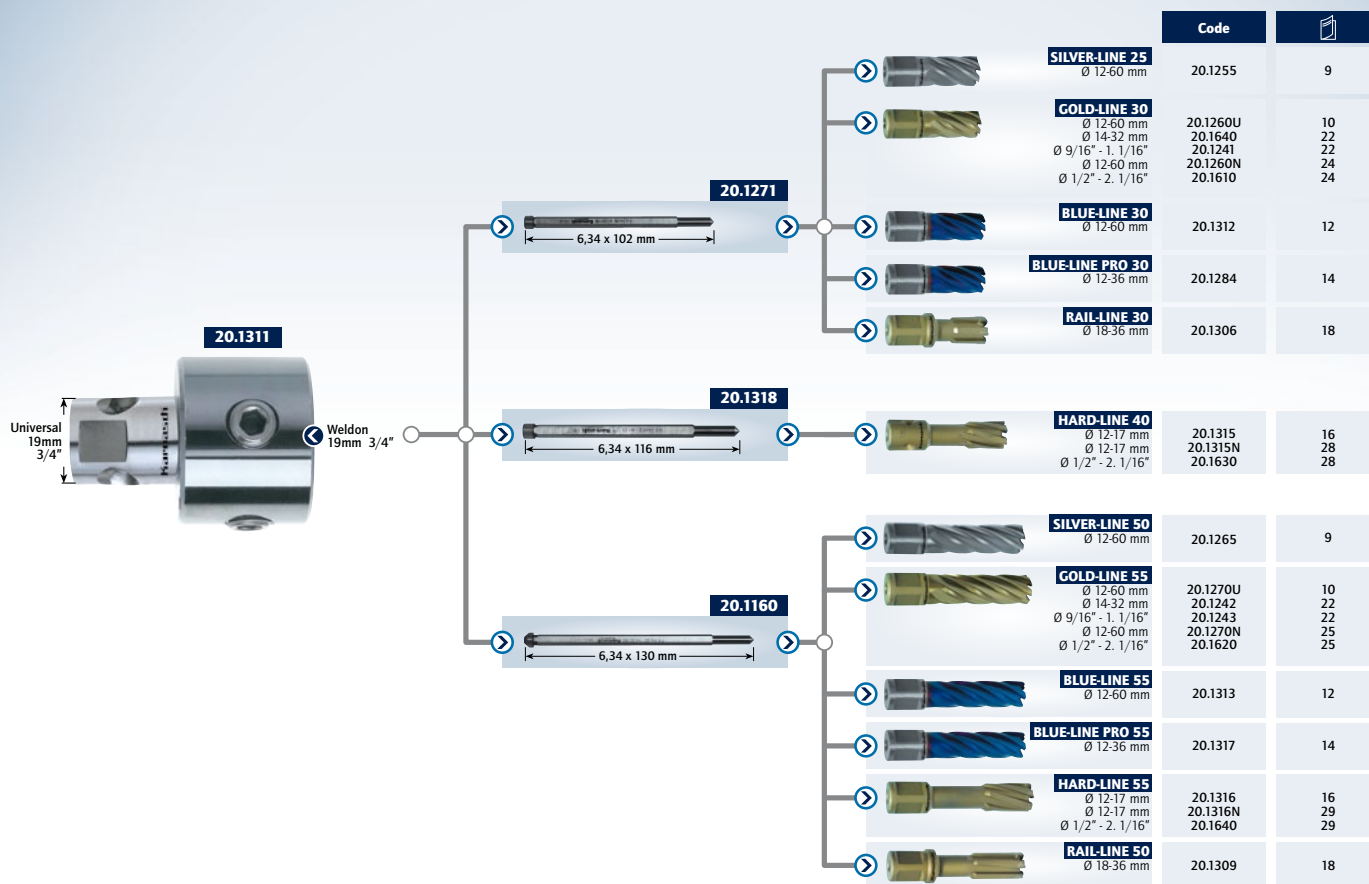 Code
SILVER-LINE 25
Ø 12-60 mm 20.1255 9
GOLD-LINE 30
Ø 12-60 mm 20.1260U 10
Ø 14-32 mm 20.1640 22
Ø 9/16” - 1. 1/16” 20.1241 22
Ø 12-60 mm 20.1260N 24
Ø 1/2” - 2. 1/16” 20.1610 24
20.1271
6,34 x 102 mm
BLUE-LINE 30
Ø 12-60 mm 20.1312 12
BLUE-LINE PRO 30
Ø 12-36 mm 20.1284 14
RAIL-LINE 30
Ø 18-36 mm 20.1306 18
20.1311
Universal
19mm
3/4”
Karnasch
Weldon
19mm 3/4”
20.1318
6,34 x 116 mm
HARD-LINE 40
Ø 12-17 mm 20.1315 16
Ø 12-17 mm 20.1315N 28
Ø 1/2” - 2. 1/16” 20.1630 28
SILVER-LINE 50
Ø 12-60 mm 20.1265 9
GOLD-LINE 55
Ø 12-60 mm 20.1270U 10
Ø 14-32 mm 20.1242 22
Ø 9/16” - 1. 1/16” 20.1243 22
Ø 12-60 mm 20.1270N 25
Ø 1/2” - 2. 1/16” 20.1620 25
20.1160
6,34 x 130 mm
BLUE-LINE 55
Ø 12-60 mm 20.1313 12
BLUE-LINE PRO 55
Ø 12-36 mm 20.1317 14
HARD-LINE 55
Ø 12-17 mm 20.1316 16
Ø 12-17 mm 20.1316N 29
Ø 1/2” - 2. 1/16” 20.1640 29
RAIL-LINE 50
Ø 18-36 mm 20.1309 18